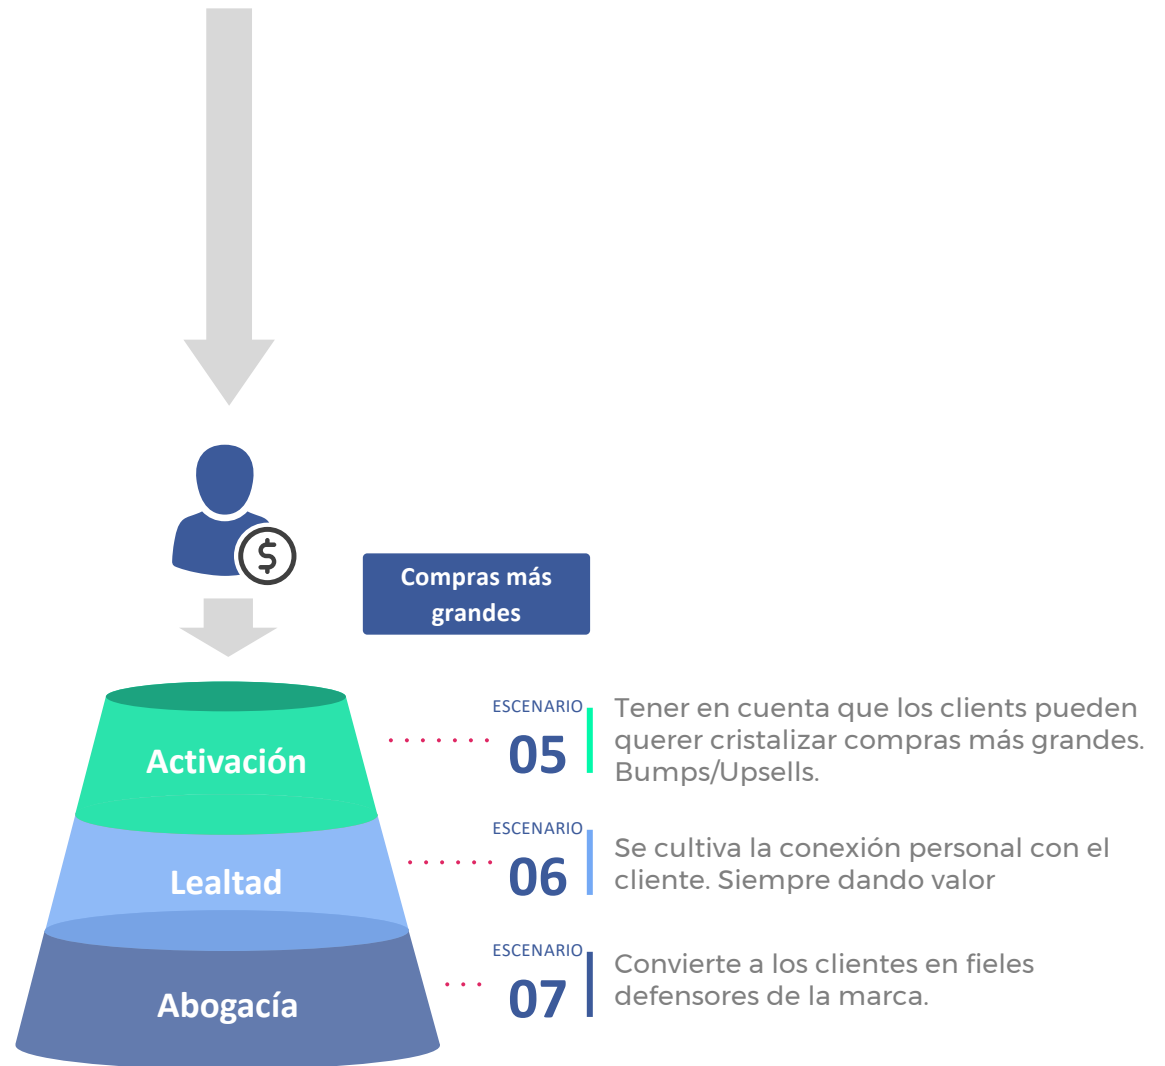 $
Compras más
grandes
Activación
ESCENARIO
05
Tener en cuenta que los clients pueden
querer cristalizar compras más grandes.
Bumps/Upsells.
Lealtad
ESCENARIO
06
Se cultiva la conexión personal con el
cliente. Siempre dando valor
Abogacía
ESCENARIO
07
Convierte a los clientes en fieles
defensores de la marca.